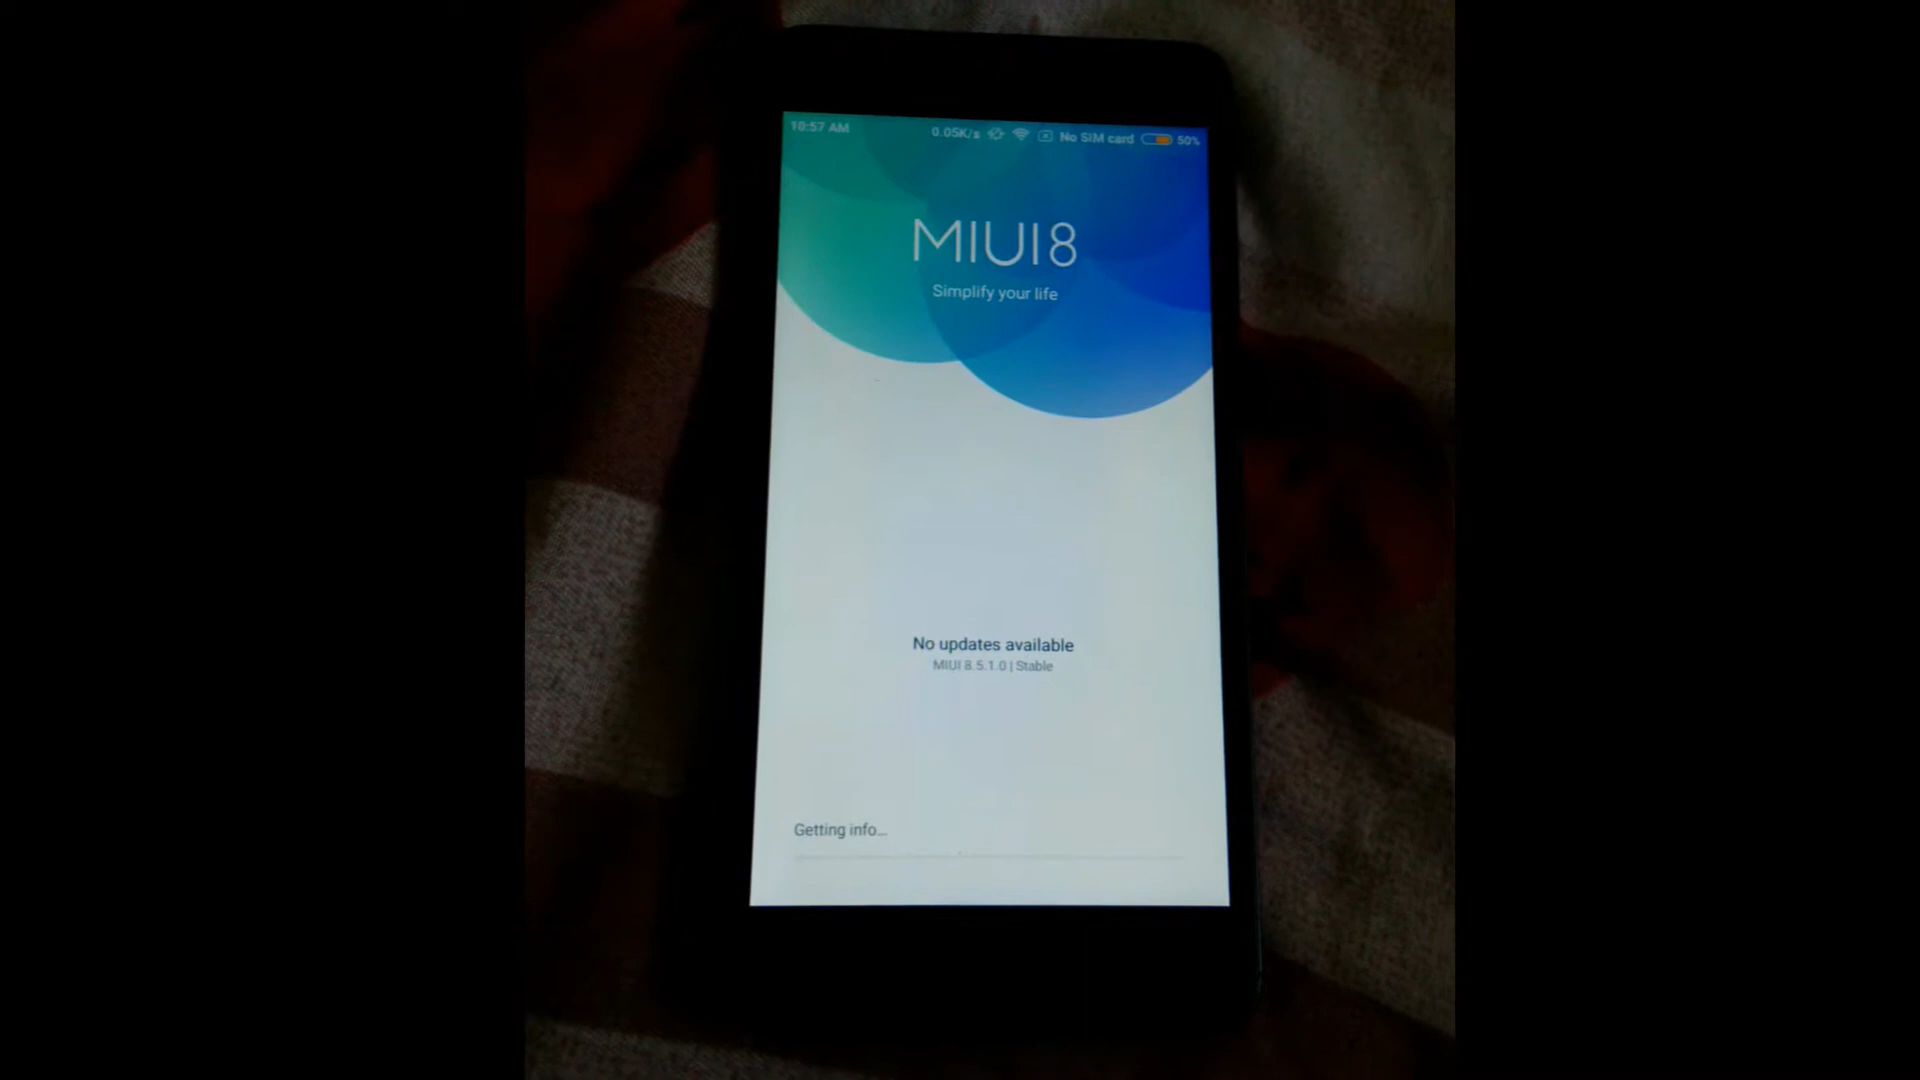 10:57 AM 0.05K/s No SIM card 50%
MIUI 8
Simplify your life
No updates available
MIUI 8.5.1.0 | Stable
Getting info...